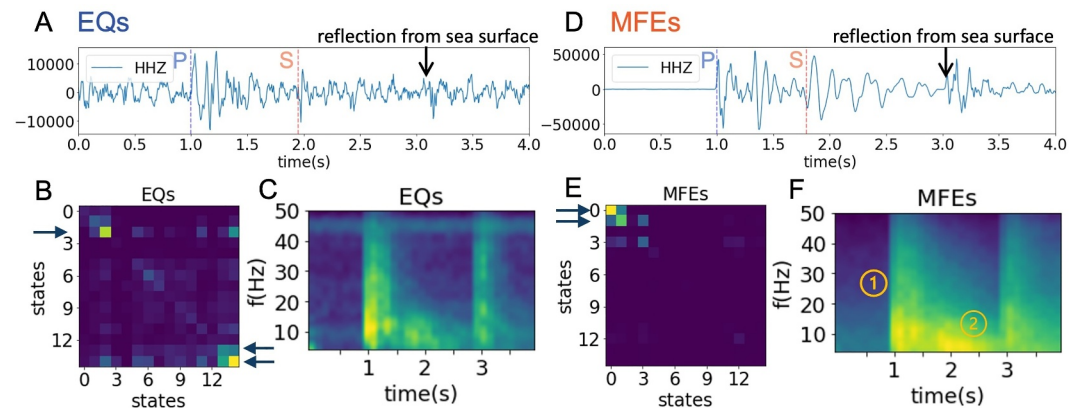 A EQs
reflection from sea surface
HHZ
P
S
10000
0
−10000
0.0 0.5 1.0 1.5 2.0 2.5 3.0 3.5 4.0
time(s)
D MFEs
reflection from sea surface
HHZ
P
S
50000
0
−50000
0.0 0.5 1.0 1.5 2.0 2.5 3.0 3.5 4.0
time(s)
B
EQs
states
0
3
6
9
12
0 3 6 9 12
states
C
EQs
f(Hz)
50
40
30
20
10
1 2 3
time(s)
E
MFEs
states
0
3
6
9
12
0 3 6 9 12
states
F
MFEs
f(Hz)
50
40
30
20
10
1
2
1 2 3
time(s)